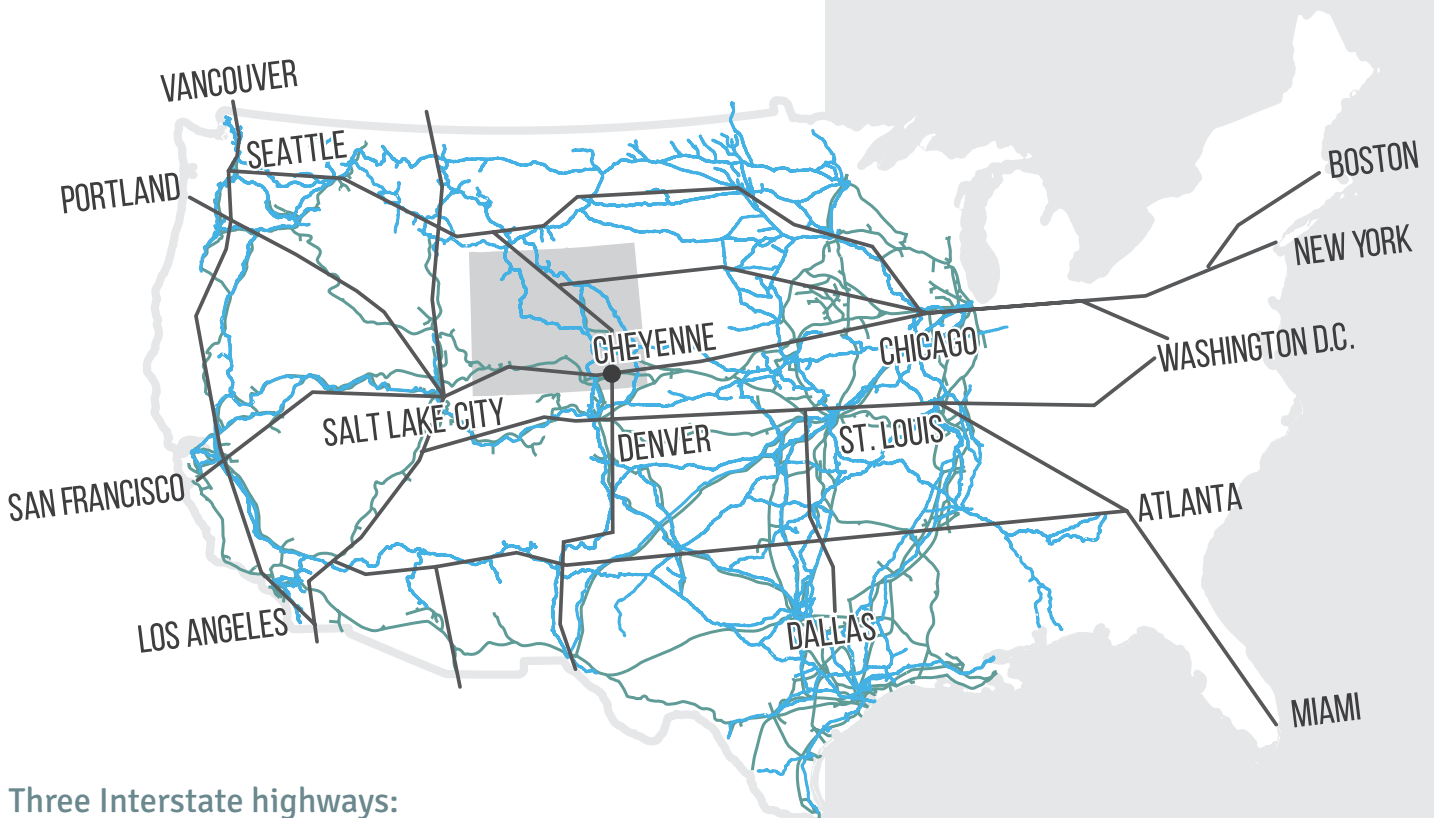 VANCOUVER
SEATTLE
PORTLAND
BOSTON
NEW YORK
CHEYENNE
CHICAGO
WASHINGTON D.C.
SALT LAKE CITY
DENVER
ST. LOUIS
SAN FRANCISCO
ATLANTA
LOS ANGELES
DALLAS
MIAMI
Three Interstate highways: